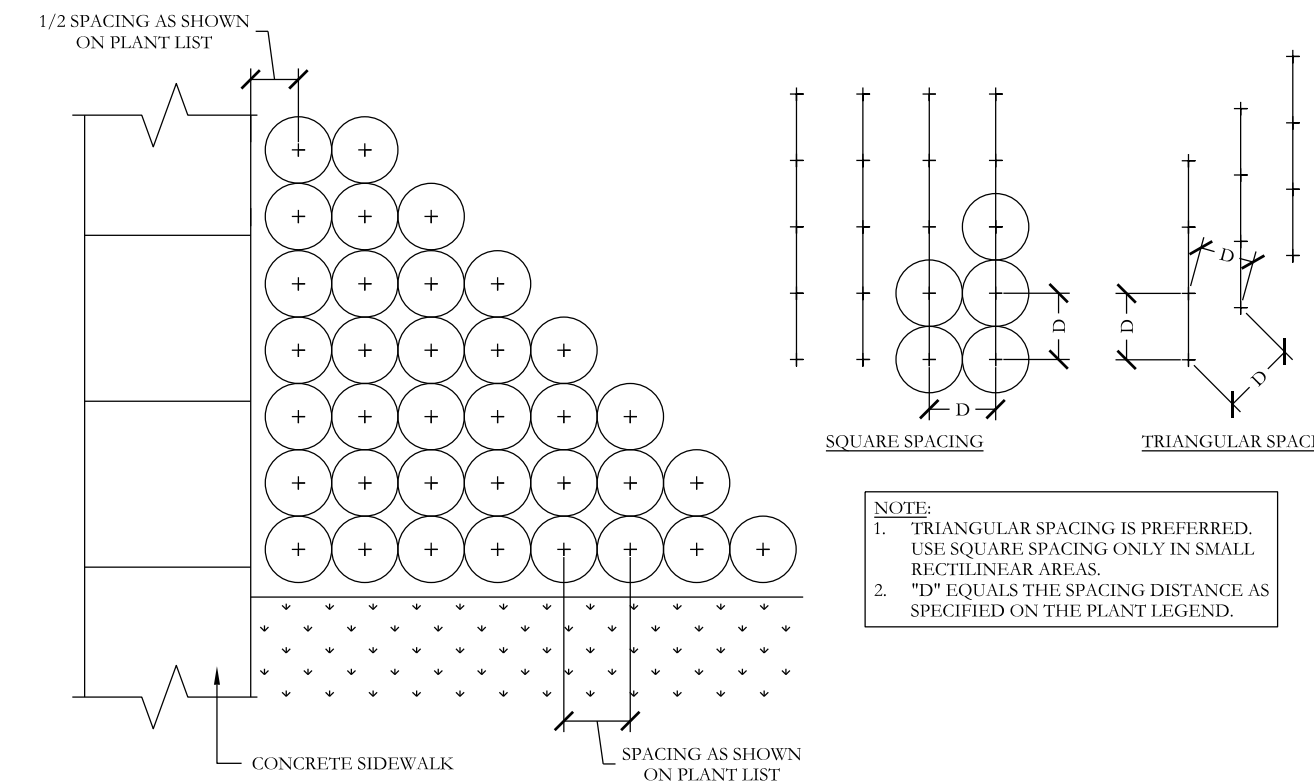 1/2 SPACING AS SHOWN
ON PLANT LIST
D
D
D
D
D
SQUARE SPACING
TRIANGULAR
NOTE:
1. TRIANGULAR SPACING IS PREFERRED.
USE SQUARE SPACING ONLY IN SMALL
RECTILINEAR AREAS.
2. "D" EQUALS THE SPACING DISTANCE AS
SPECIFIED ON THE PLANT LEGEND.
CONCRETE SIDEWALK
SPACING AS SHOWN
ON PLANT LIST